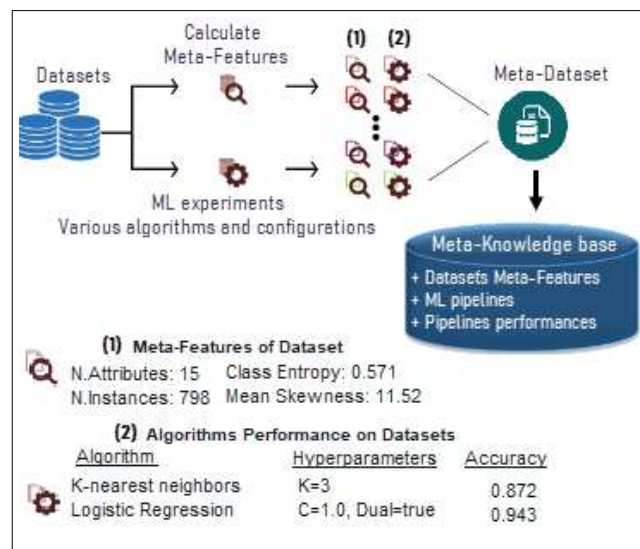 Calculate
Meta-Features
(1) (2)
Datasets
Meta-Dataset
ML experiments
Various algorithms and configurations
Meta-Knowledge base
+ Datasets Meta-Features
+ ML pipelines
+ Pipelines performances
(1) Meta-Features of Dataset
N.Attributes: 15 Class Entropy: 0.571
N.Instances: 798 Mean Skewness: 11.52
(2) Algorithms Performance on Datasets
Algorithm Hyperparameters Accuracy
K-nearest neighbors K=3 0.872
Logistic Regression C=1.0, Dual=true 0.943